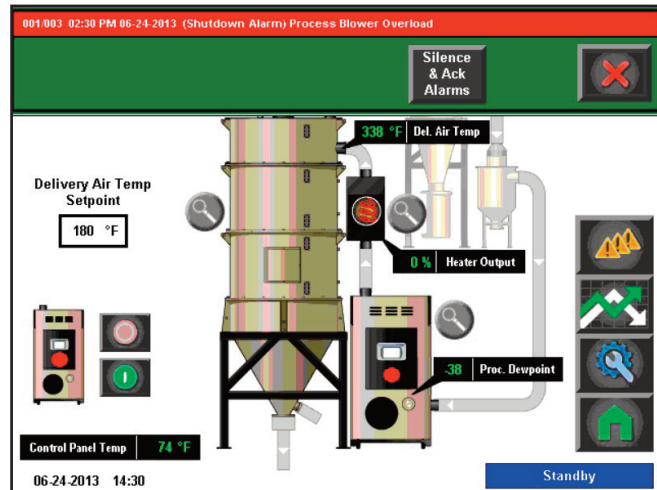 001/003 02:30 PM 06-24-2013 (Shutdown Alarm) Process Blower Overload
Silence
& Ack
Alarms
338 °F Del. Air Temp
Delivery Air Temp
Setpoint
180 °F
0 % Heater Output
-38 Proc. Dewpoint
Control Panel Temp 74 °F
06-24-2013 14:30
Standby